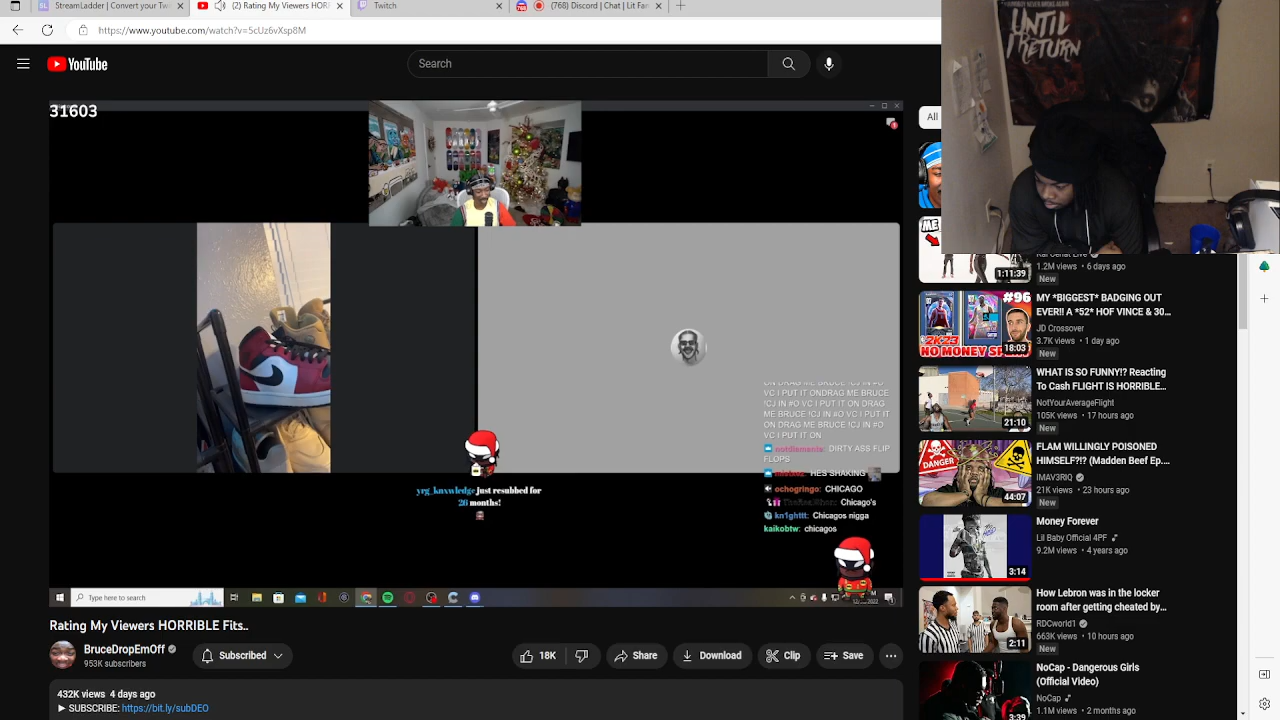 StreamLadder | Convert your Tw
(2) Rating My Viewers HORR
Twitch
(768) Discord | Chat | Lit Fam
https://www.youtube.com/watch?v=5cUz6vXsp8M
YouTube
Search
All
UNTIL
I RETURN
31603
ME
1:11:39
1.2M views • 6 days ago
New
#96
2K23
NO MONEY SP
18:03
MY *BIGGEST* BADGING OUT
EVER!! A *52* HOF VINCE & 30...
JD Crossover
3.7K views • 1 day ago
New
21:10
WHAT IS SO FUNNY!? Reacting
To Cash FLIGHT IS HORRIBLE...
NotYourAverageFlight
105K views • 17 hours ago
New
DANGER
44:07
FLAM WILLINGLY POISONED
HIMSELF?!? (Madden Beef Ep....
IMAV3RIQ
21K views • 23 hours ago
New
3:14
Money Forever
Lil Baby Official 4PF
9.2M views • 4 years ago
2:11
How Lebron was in the locker
room after getting cheated by...
RDCworld1
663K views • 10 hours ago
New
3:39
NoCap - Dangerous Girls
(Official Video)
NoCap
1.1M views • 2 months ago
ON DRAG ME BRUCE !CJ IN #O
VC I PUT IT ONDRAG ME BRUCE
!CJ IN #O VC I PUT IT ON DRAG
ME BRUCE !CJ IN #O VC I PUT IT
ON DRAG ME BRUCE !CJ IN #O
VC I PUT IT ON
DIRTY ASS FLIP
FLOPS
HES SHAKING
ochogringo: CHICAGO
Chicago's
kn1ghttt: Chicagos nigga
kaikobtw: chicagos
yrg_knxwledge just resubbed for
26 months!
Type here to search
Rating My Viewers HORRIBLE Fits..
BruceDropEmOff
953K subscribers
Subscribed
18K
Share
Download
Clip
Save
432K views 4 days ago
► SUBSCRIBE: https://bit.ly/subDEO